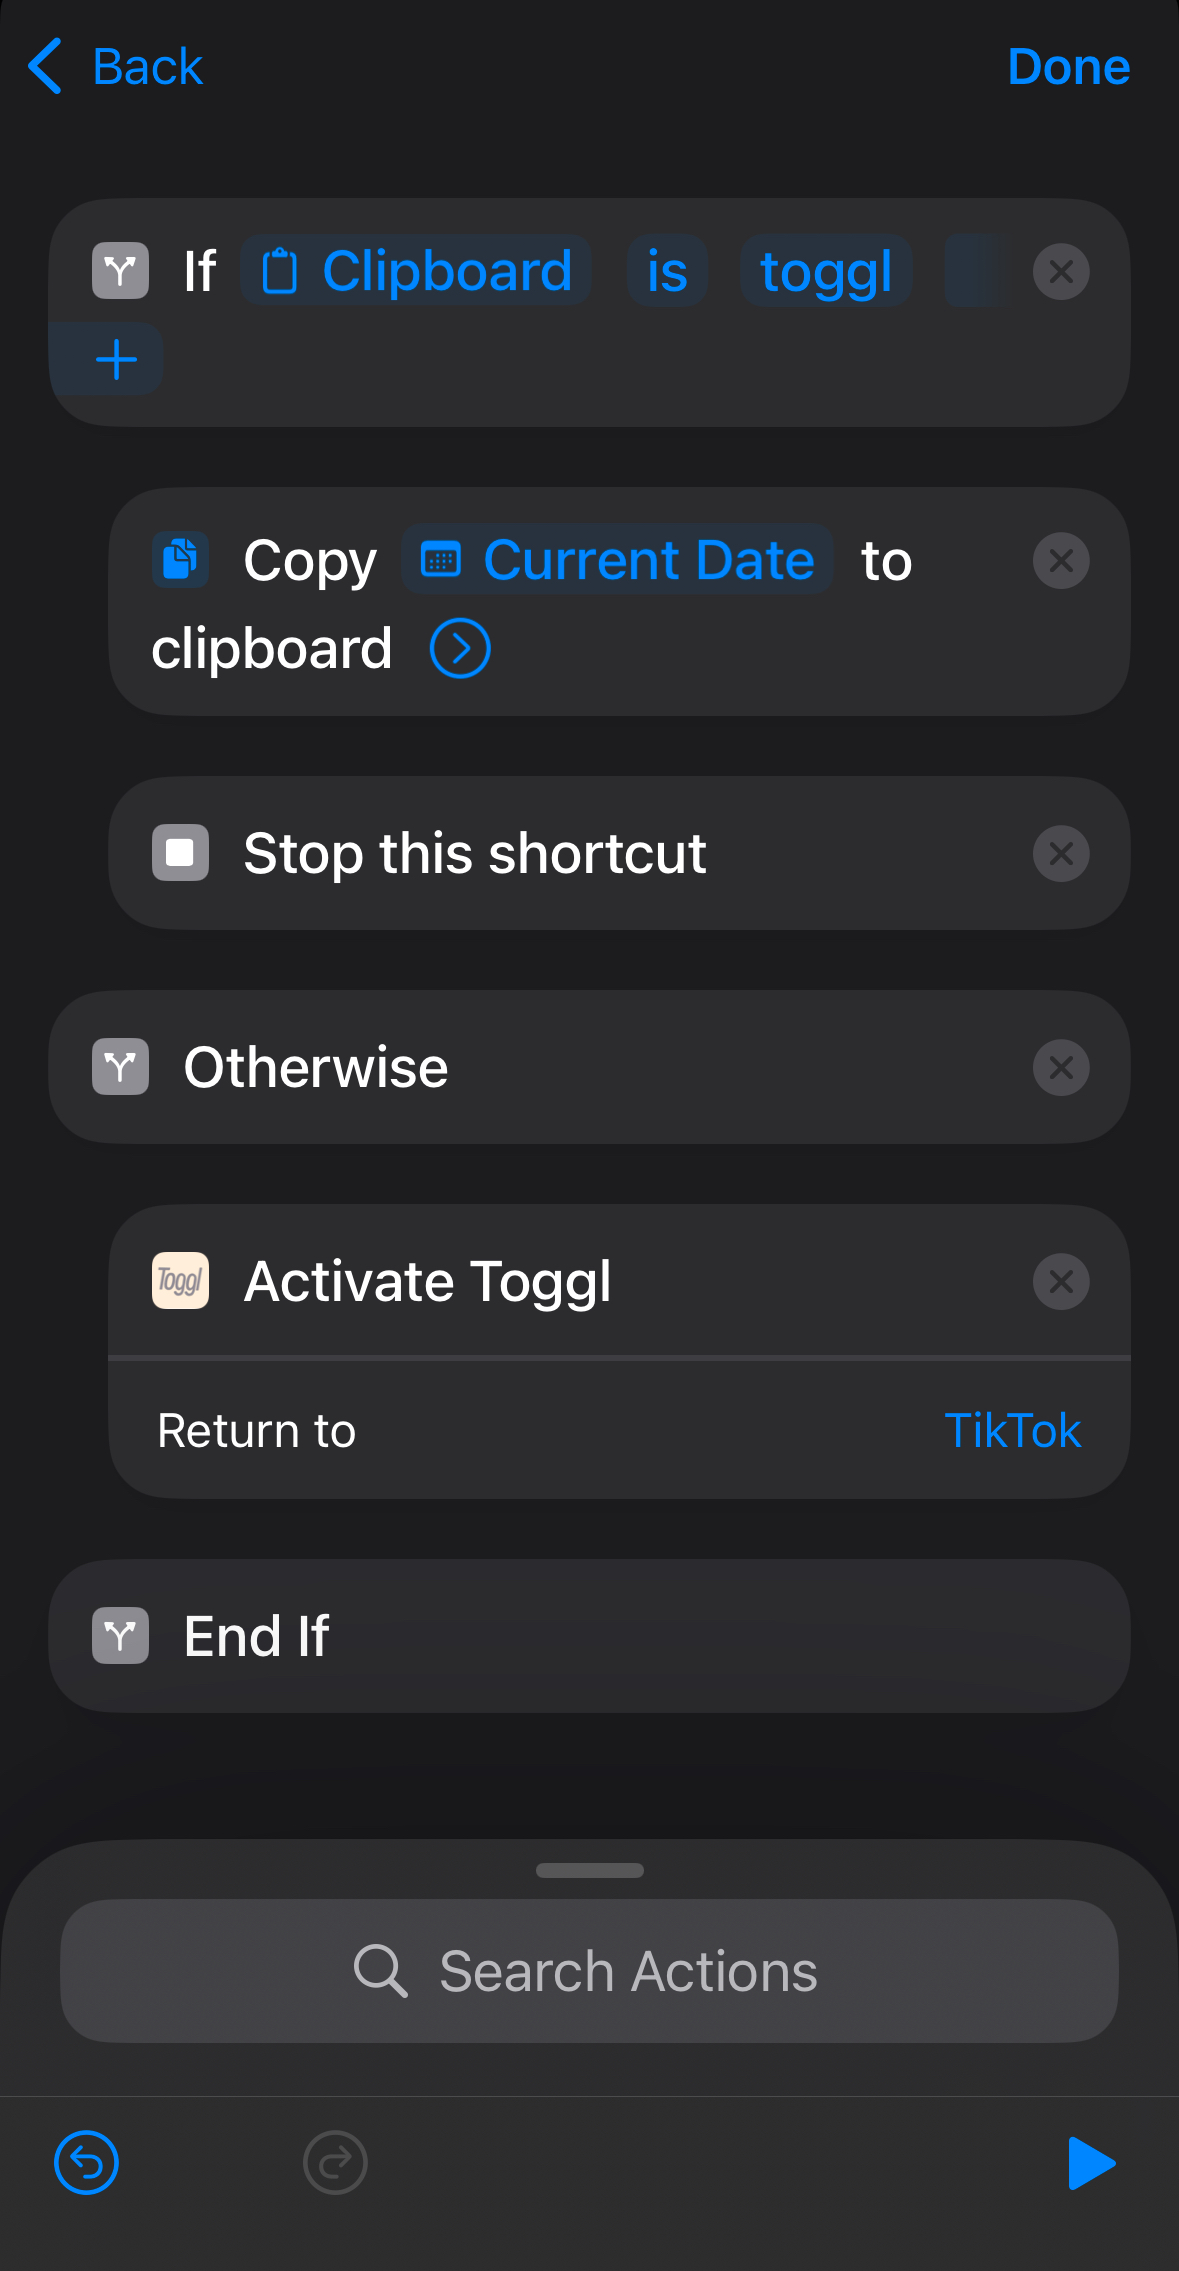 Back
Done
If Clipboard is toggl
Copy Current Date to
clipboard
Stop this shortcut
Otherwise
Toggl Activate Toggl
Return to TikTok
End If
Search Actions